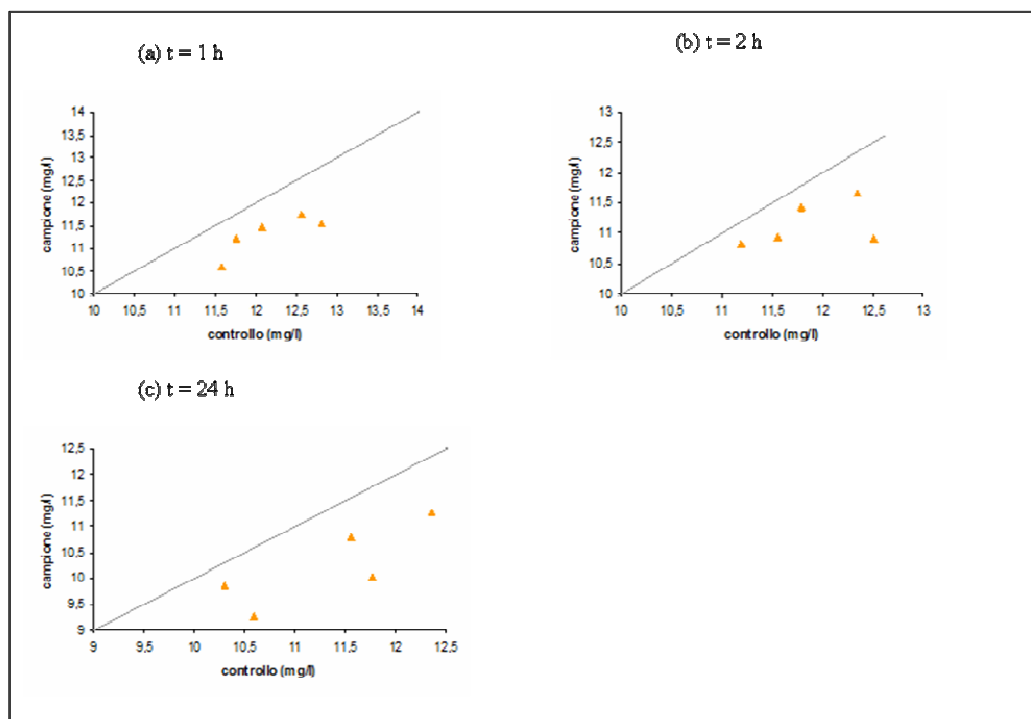 (a) t = 1 h
14
13,5
13
12,5
12
11,5
11
10,5
10
campione (mg/l)
10 10,5 11 11,5 12 12,5 13 13,5 14
controllo (mg/l)
(b) t = 2 h
13
12,5
12
11,5
11
10,5
10
campione (mg/l)
10 10,5 11 11,5 12 12,5 13
controllo (mg/l)
(c) t = 24 h
12,5
12
11,5
11
10,5
10
9,5
9
campione (mg/l)
9 9,5 10 10,5 11 11,5 12 12,5
controllo (mg/l)